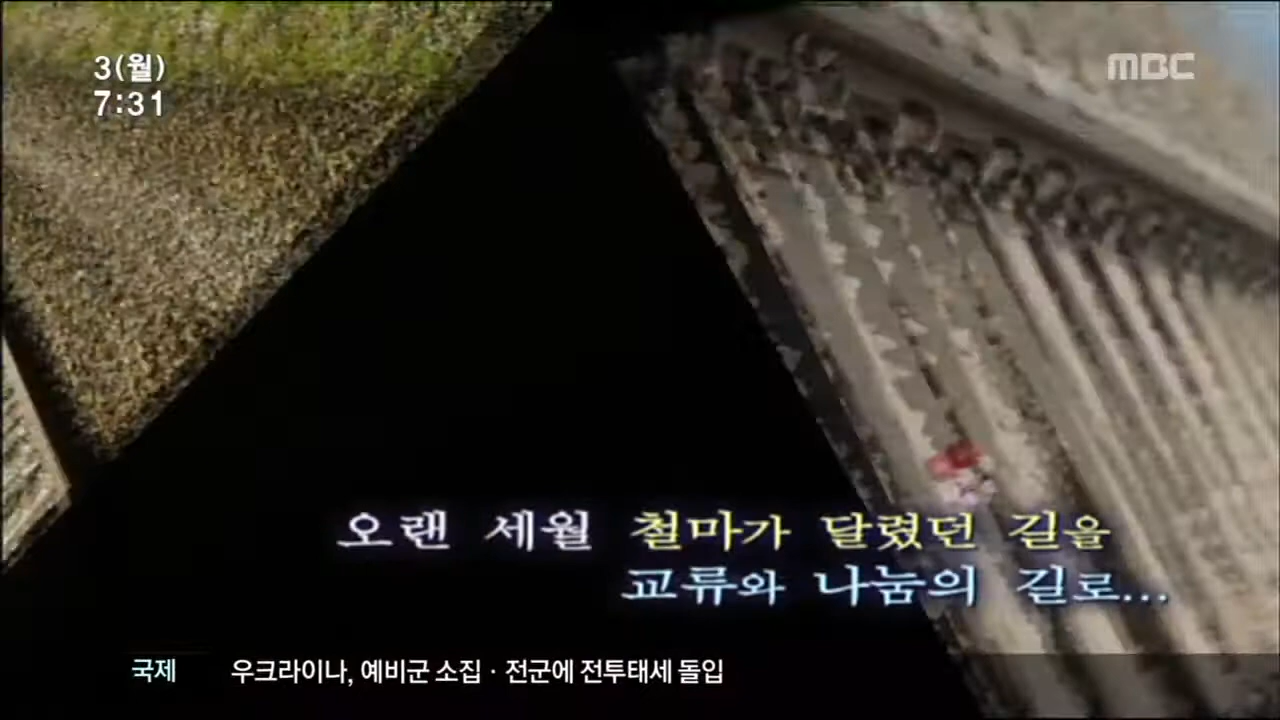 3(월)
7:31
MBC
오랜 세월 철마가 달렸던 길을
교류와 나눔의 길로...
국제 우크라이나, 예비군 소집·전군에 전투태세 돌입